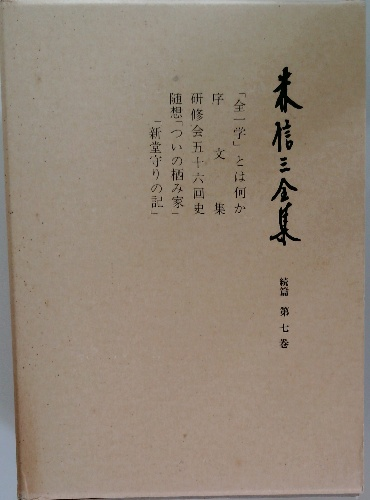 森信三全集
続篇 第七巻
「全一学」とは何か
序文集
研修会五十六回史
随想「ついの栖み家」
「新堂守りの記」